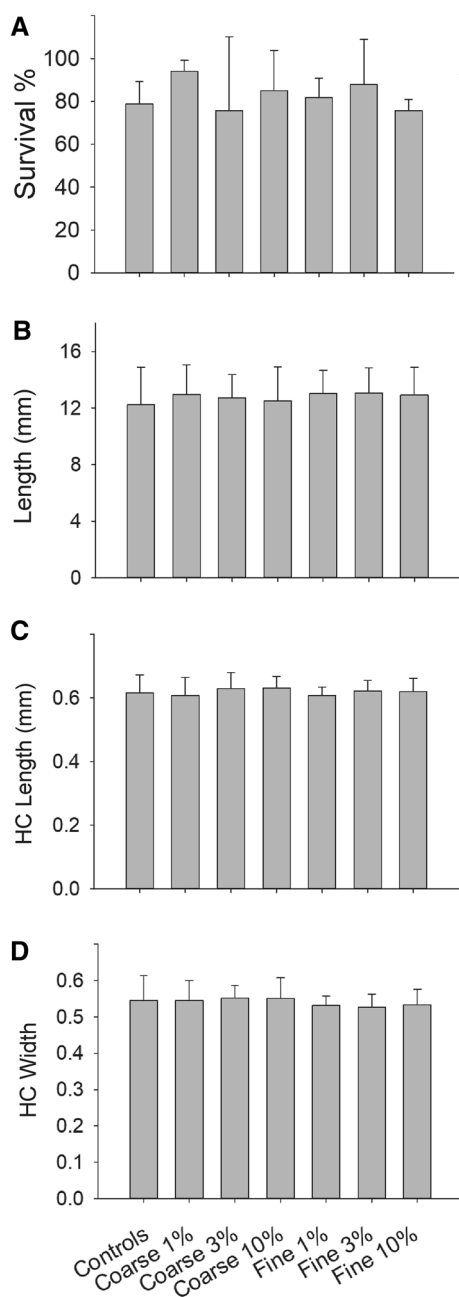 A
Survival %
100
80
60
40
20
0
B
Length (mm)
16
12
8
4
0
C
HC Length (mm)
0.6
0.4
0.2
0.0
D
HC Width
0.6
0.5
0.4
0.3
0.2
0.1
0.0
Controls
Coarse 1%
Coarse 3%
Coarse 10%
Fine 1%
Fine 3%
Fine 10%